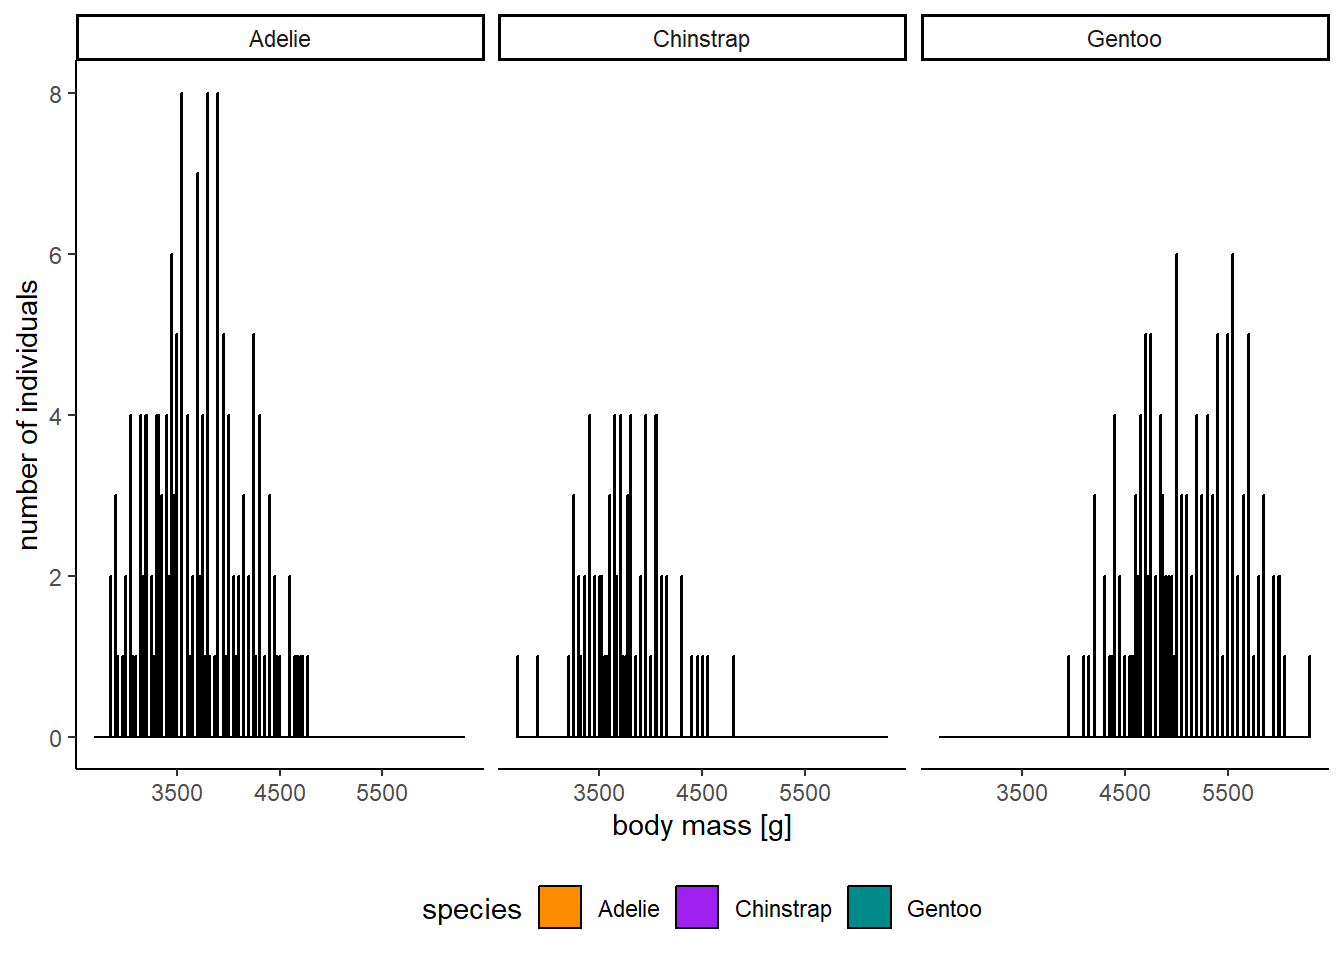 Adelie Chinstrap Gentoo
8
6
4
2
0
number of individuals
3500 4500 5500 3500 4500 5500 3500 4500 5500
body mass [g]
species Adelie Chinstrap Gentoo